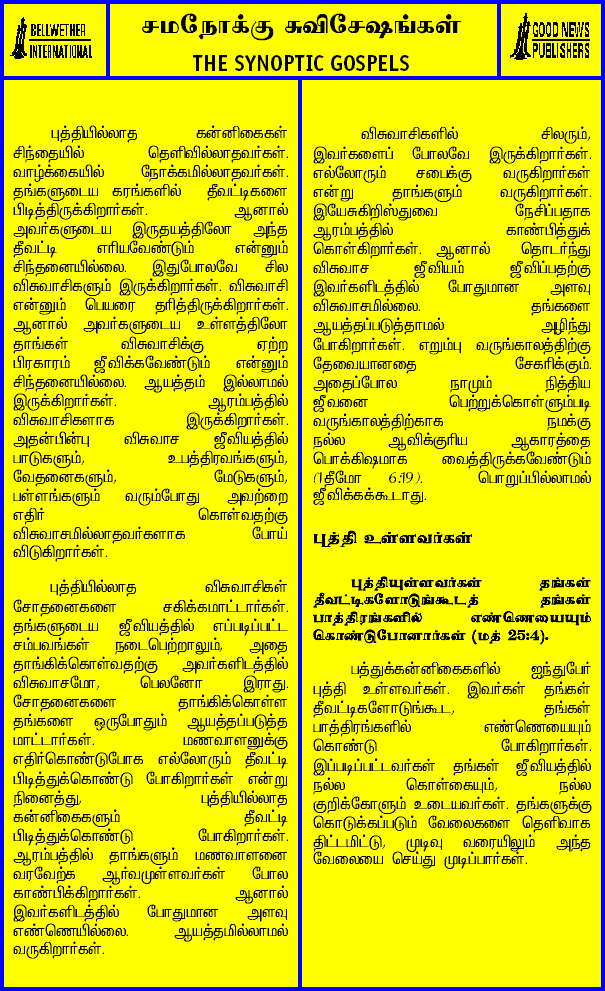 BELLWETHER
INTERNATIONAL
சமநோக்கு சுவிசேஷங்கள்
THE SYNOPTIC GOSPELS
GOOD NEWS
PUBLISHERS
புத்தியில்லாத கன்னிகைகள்
சிந்தையில் தெளிவில்லாதவர்கள்.
வாழ்க்கையில் நோக்கமில்லாதவர்கள்.
தங்களுடைய கரங்களில் தீவட்டிகளை
பிடித்திருக்கிறார்கள். ஆனால்
அவர்களுடைய இருதயத்திலோ அந்த
தீவட்டி எரியவேண்டும் என்னும்
சிந்தனையில்லை. இதுபோலவே சில
விசுவாசிகளும் இருக்கிறார்கள். விசுவாசி
என்னும் பெயரை தரித்திருக்கிறார்கள்.
ஆனால் அவர்களுடைய உள்ளத்திலோ
தாங்கள் விசுவாசிக்கு ஏற்ற
பிரகாரம் ஜீவிக்கவேண்டும் என்னும்
சிந்தனையில்லை. ஆயத்தம் இல்லாமல்
இருக்கிறார்கள். ஆரம்பத்தில்
விசுவாசிகளாக இருக்கிறார்கள்.
அதன்பின்பு விசுவாச ஜீவியத்தில்
பாடுகளும், உபத்திரவங்களும்,
வேதனைகளும், மேடுகளும்,
பள்ளங்களும் வரும்போது அவற்றை
எதிர் கொள்வதற்கு
விசுவாசமில்லாதவர்களாக போய்
விடுகிறார்கள்.
புத்தியில்லாத விசுவாசிகள்
சோதனைகளை சகிக்கமாட்டார்கள்.
தங்களுடைய ஜீவியத்தில் எப்படிப்பட்ட
சம்பவங்கள் நடைபெற்றாலும், அதை
தாங்கிக்கொள்வதற்கு அவர்களிடத்தில்
விசுவாசமோ, பெலனோ இராது.
சோதனைகளை தாங்கிக்கொள்ள
தங்களை ஒருபோதும் ஆயத்தப்படுத்த
மாட்டார்கள். மணவாளனுக்கு
எதிர்கொண்டுபோக எல்லோரும் தீவட்டி
பிடித்துக்கொண்டு போகிறார்கள் என்று
நினைத்து, புத்தியில்லாத
கன்னிகைகளும் தீவட்டி
பிடித்துக்கொண்டு போகிறார்கள்.
ஆரம்பத்தில் தாங்களும் மணவாளனை
வரவேற்க ஆர்வமுள்ளவர்கள் போல
காண்பிக்கிறார்கள். ஆனால்
இவர்களிடத்தில் போதுமான அளவு
எண்ணெயில்லை. ஆயத்தமில்லாமல்
வருகிறார்கள்.
விசுவாசிகளில் சிலரும்,
இவர்களைப் போலவே இருக்கிறார்கள்.
எல்லோரும் சபைக்கு வருகிறார்கள்
என்று தாங்களும் வருகிறார்கள்.
இயேசுகிறிஸ்துவை நேசிப்பதாக
ஆரம்பத்தில் காண்பித்துக்
கொள்கிறார்கள். ஆனால் தொடர்ந்து
விசுவாச ஜீவியம் ஜீவிப்பதற்கு
இவர்களிடத்தில் போதுமான அளவு
விசுவாசமில்லை. தங்களை
ஆயத்தப்படுத்தாமல் அழிந்து
போகிறார்கள். எறும்பு வருங்காலத்திற்கு
தேவையானதை சேகரிக்கும்.
அதைப்போல நாமும் நித்திய
ஜீவனை பெற்றுக்கொள்ளும்படி
வருங்காலத்திற்காக நமக்கு
நல்ல ஆவிக்குரிய ஆகாரத்தை
பொக்கிஷமாக வைத்திருக்கவேண்டும்
(1தீமோ 6:19). பொறுப்பில்லாமல்
ஜீவிக்கக்கூடாது.
புத்தி உள்ளவர்கள்
புத்தியுள்ளவர்கள் தங்கள்
தீவட்டிகளோடுங்கூடத் தங்கள்
பாத்திரங்களில் எண்ணெயையும்
கொண்டுபோனார்கள் (மத் 25:4).
பத்துக்கன்னிகைகளில் ஐந்துபேர்
புத்தி உள்ளவர்கள். இவர்கள் தங்கள்
தீவட்டிகளோடுங்கூட, தங்கள்
பாத்திரங்களில் எண்ணெயையும்
கொண்டு போகிறார்கள்.
இப்படிப்பட்டவர்கள் தங்கள் ஜீவியத்தில்
நல்ல கொள்கையும், நல்ல
குறிக்கோளும் உடையவர்கள். தங்களுக்கு
கொடுக்கப்படும் வேலைகளை தெளிவாக
திட்டமிட்டு, முடிவு வரையிலும் அந்த
வேலையை செய்து முடிப்பார்கள்.